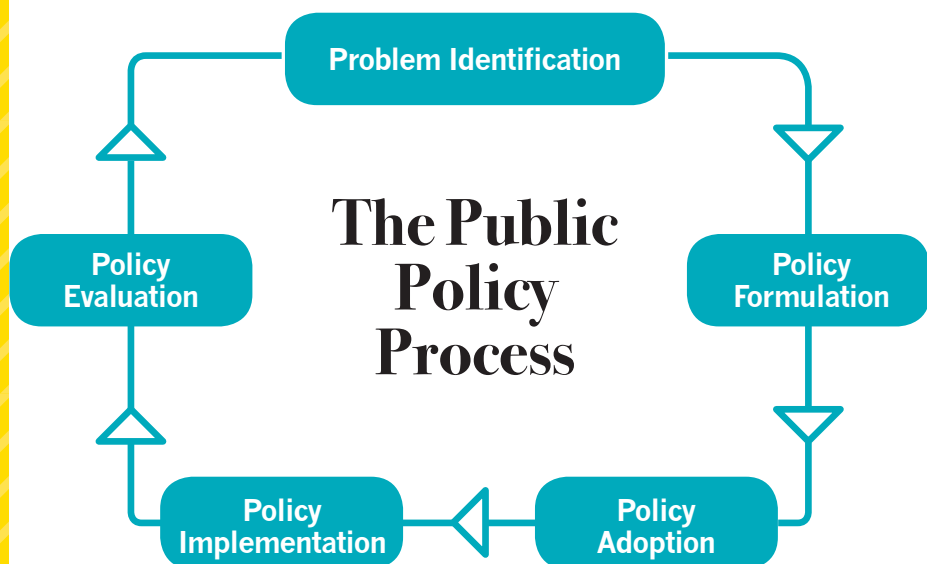 Problem Identification
The Public
Policy
Process
Policy
Formulation
Policy
Adoption
Policy
Implementation
Policy
Evaluation